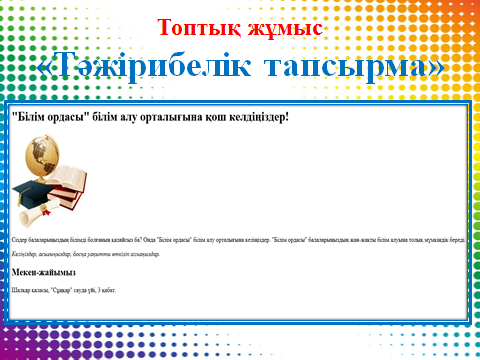 Топтық жұмыс
«Тәжірибелік тапсырма»
"Білім ордасы" білім алу орталығына қош келдіңіздер!
Сіздер балаларыңыздың білімді болғанын қалайсыз ба? Онда "Білім ордасы" білім алу орталығына келіңіздер. "Білім ордасы" балаларыңыздың жан-жақты білім алуына толық мүмкіндік береді.
Келіңіздер, асығыңыздар, босқа уақытты өткізіп алмаңыздар.
Мекен-жайымыз
Шалқар қаласы, "Сұңқар" сауда үйі, 3 қабат.